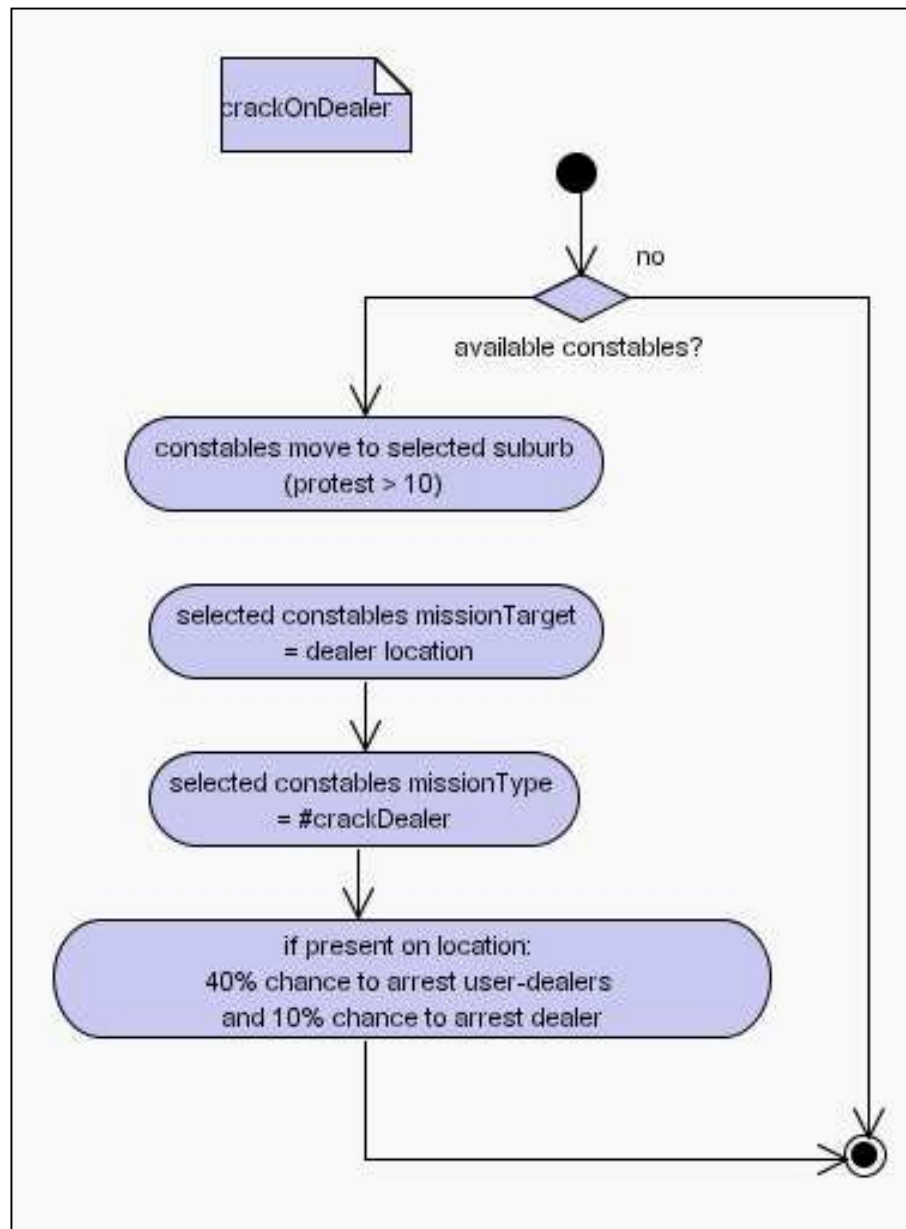 crackOnDealer
no
available constables?
constables move to selected suburb
(protest > 10)
selected constables missionTarget
= dealer location
selected constables missionType
= #crackDealer
if present on location:
40% chance to arrest user-dealers
and 10% chance to arrest dealer